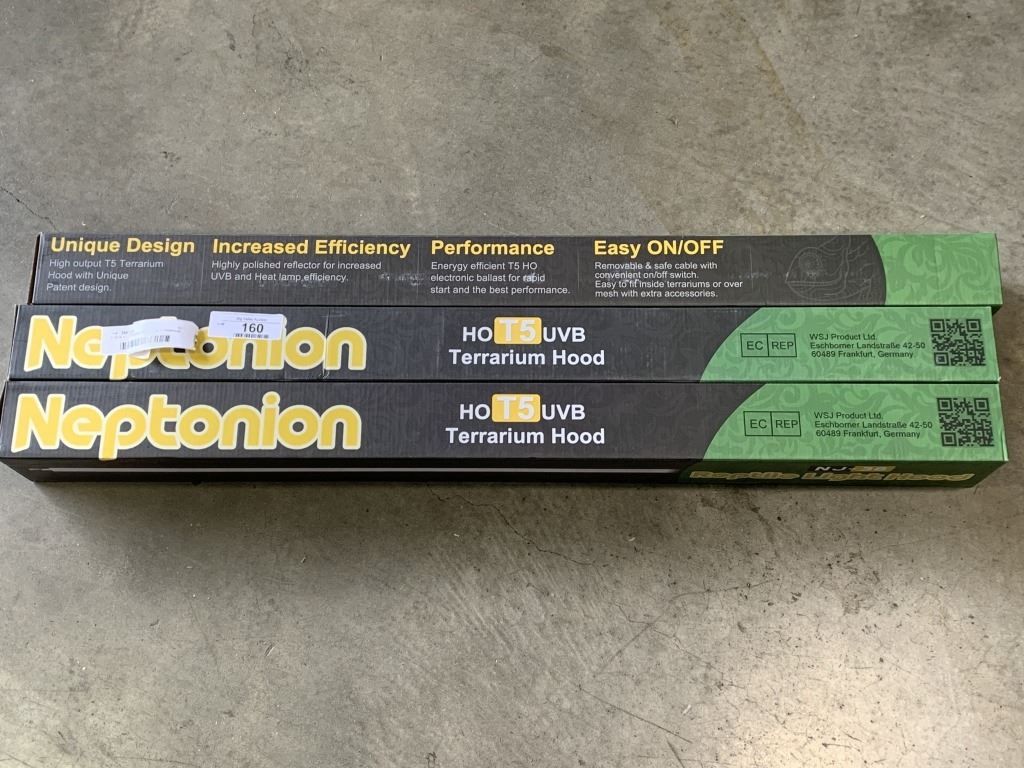 Unique Design
High output T5 Terrarium
Hood with Unique
Patent design.
Increased Efficiency
Highly polished reflector for increased
UVB and Heat lamp efficiency.
Performance
Enerygy efficient T5 HO
electronic ballast for rapid
start and the best performance.
Easy ON/OFF
Removable & safe cable with
convenient on/off switch.
Easy to fit inside terrariums or over
mesh with extra accessories.
Neptonion
160
HO T5 UVB
Terrarium Hood
EC REP
WSJ Product Ltd.
Eschborner Landstraße 42-50
60489 Frankfurt, Germany
Neptonion
HO T5 UVB
Terrarium Hood
EC REP
WSJ Product Ltd.
Eschborner Landstraße 42-50
60489 Frankfurt, Germany
Reptile Light Hood